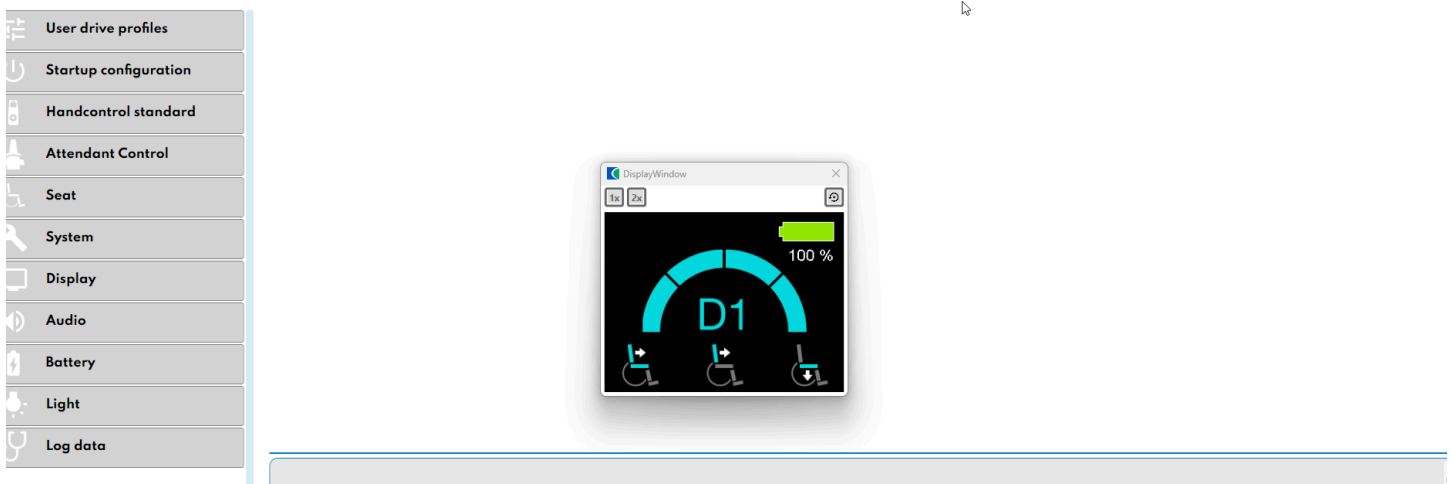 User drive profiles
Startup configuration
Handcontrol standard
Attendant Control
Seat
System
Display
Audio
Battery
Light
Log data
DisplayWindow
1x 2x
100 %
D1